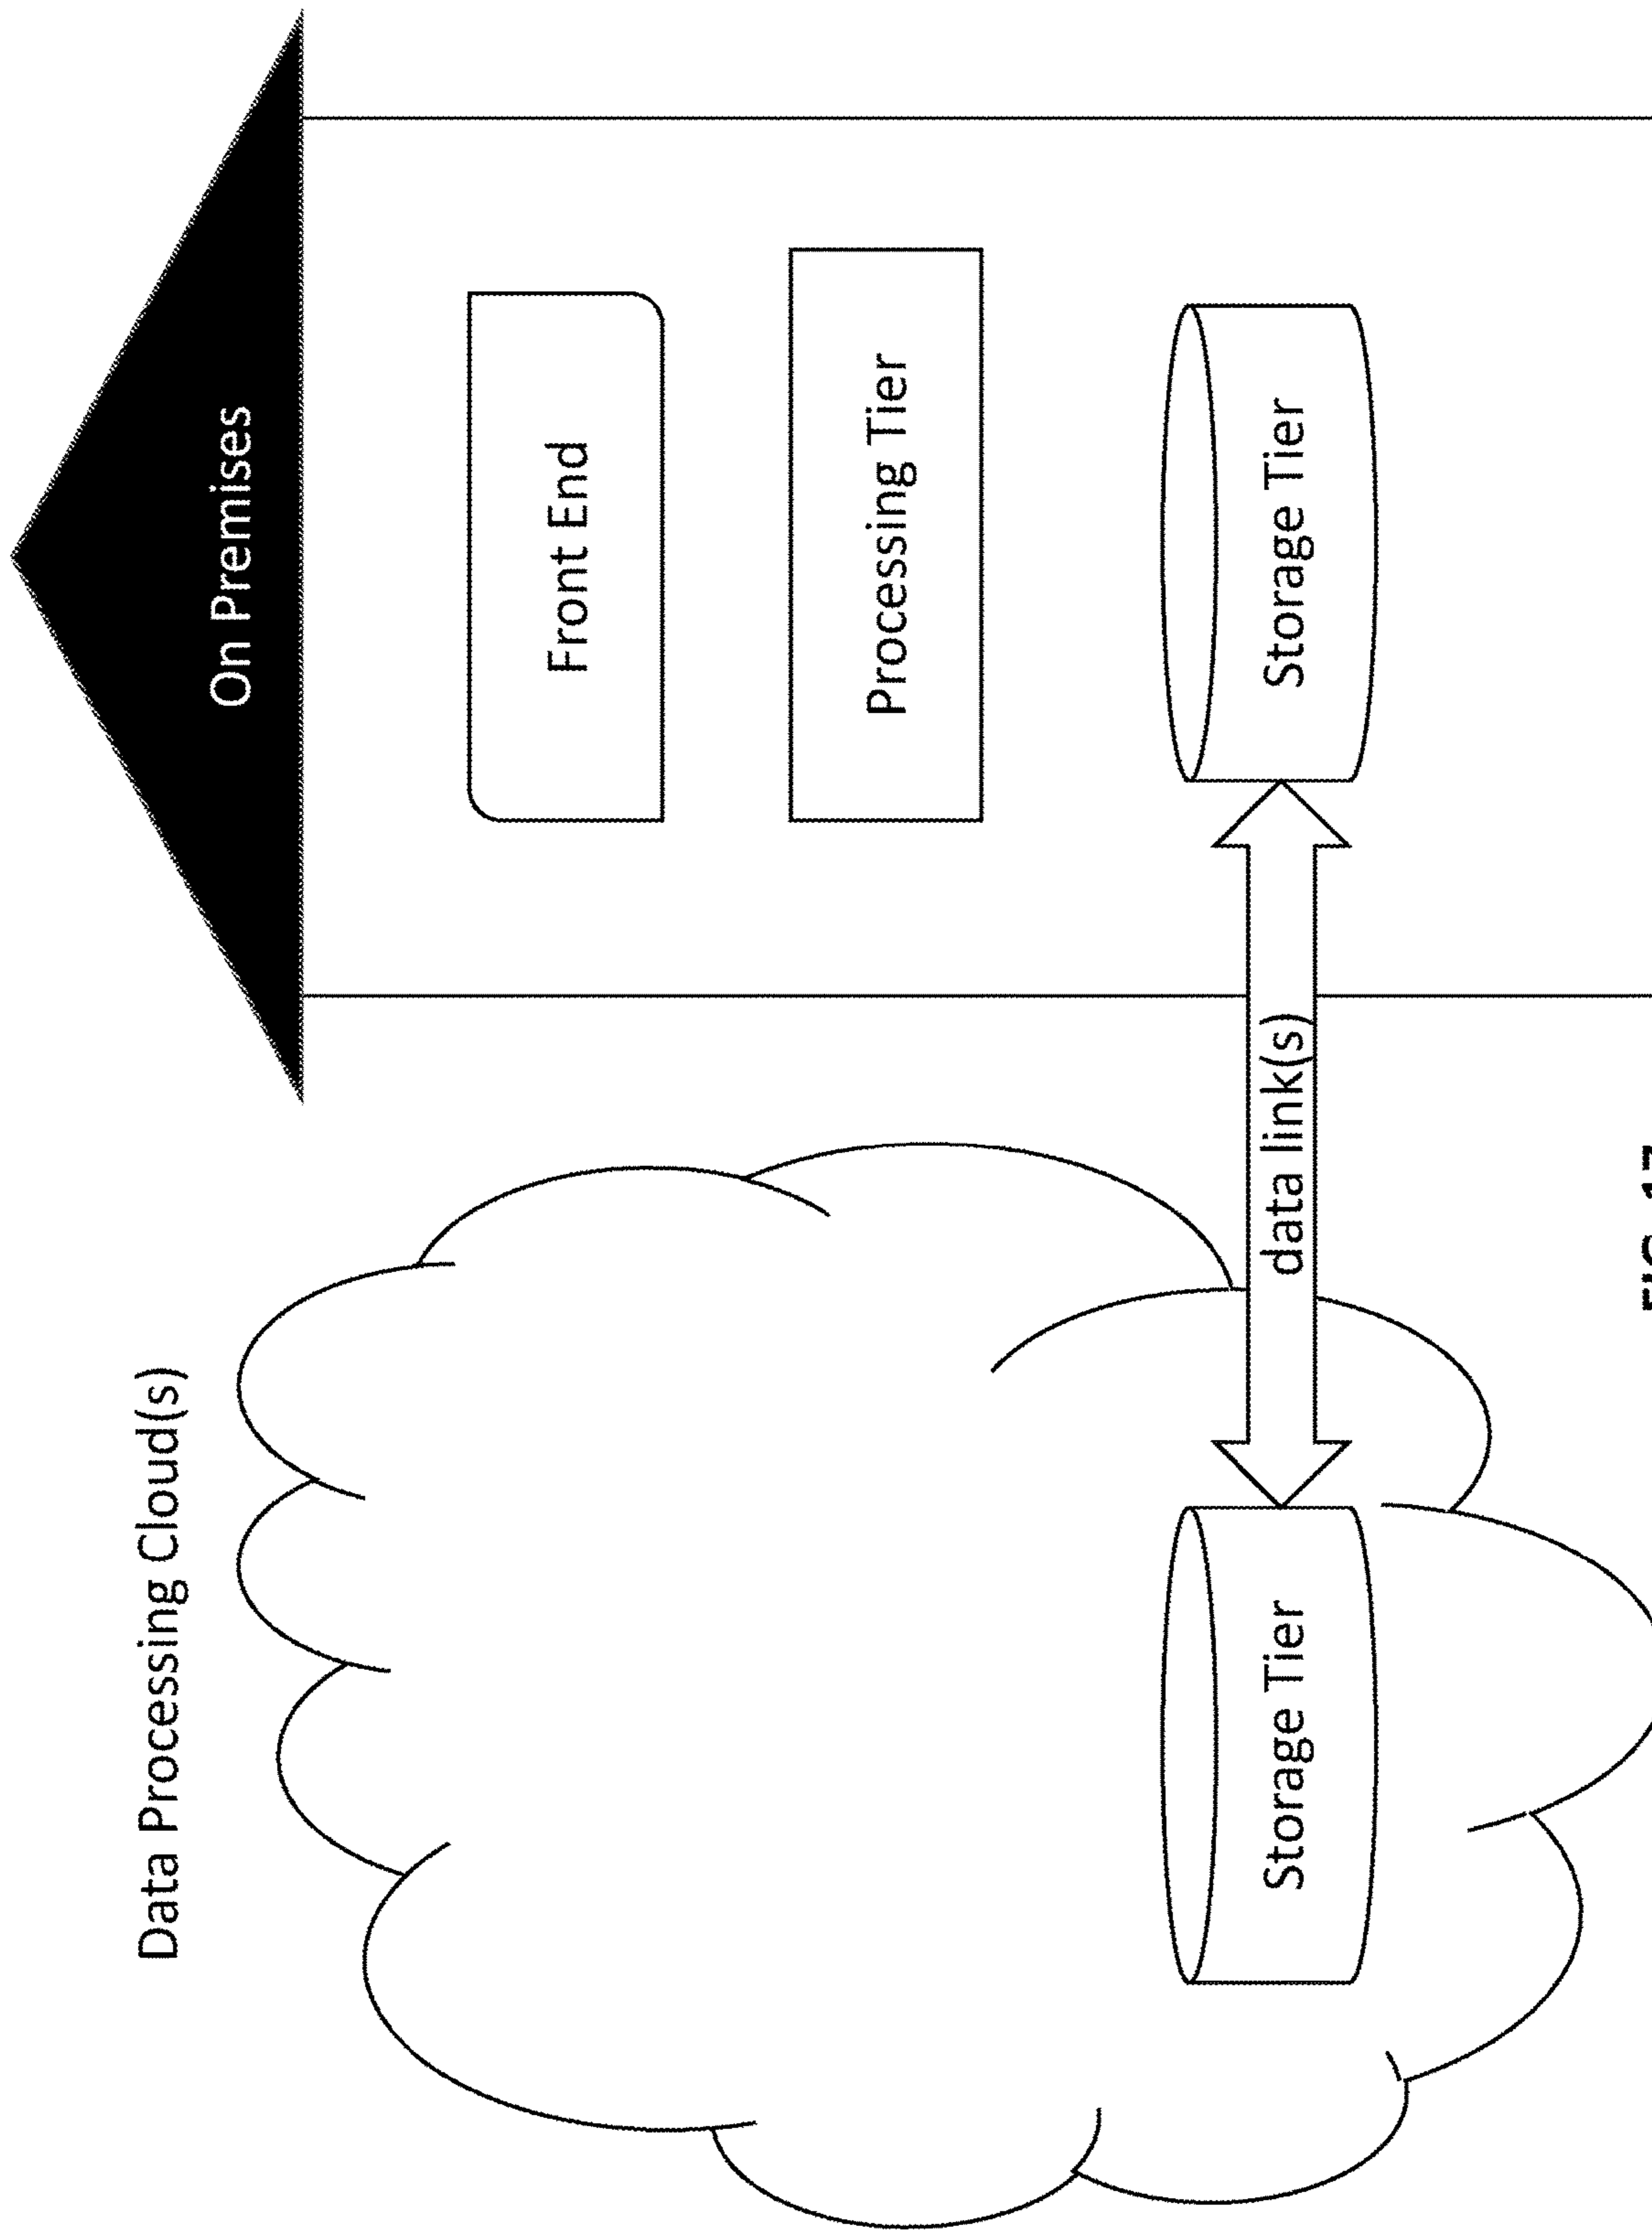 Data Processing Cloud(s)
On Premises
Front End
Processing Tier
Storage Tier
data link(s)
Storage Tier